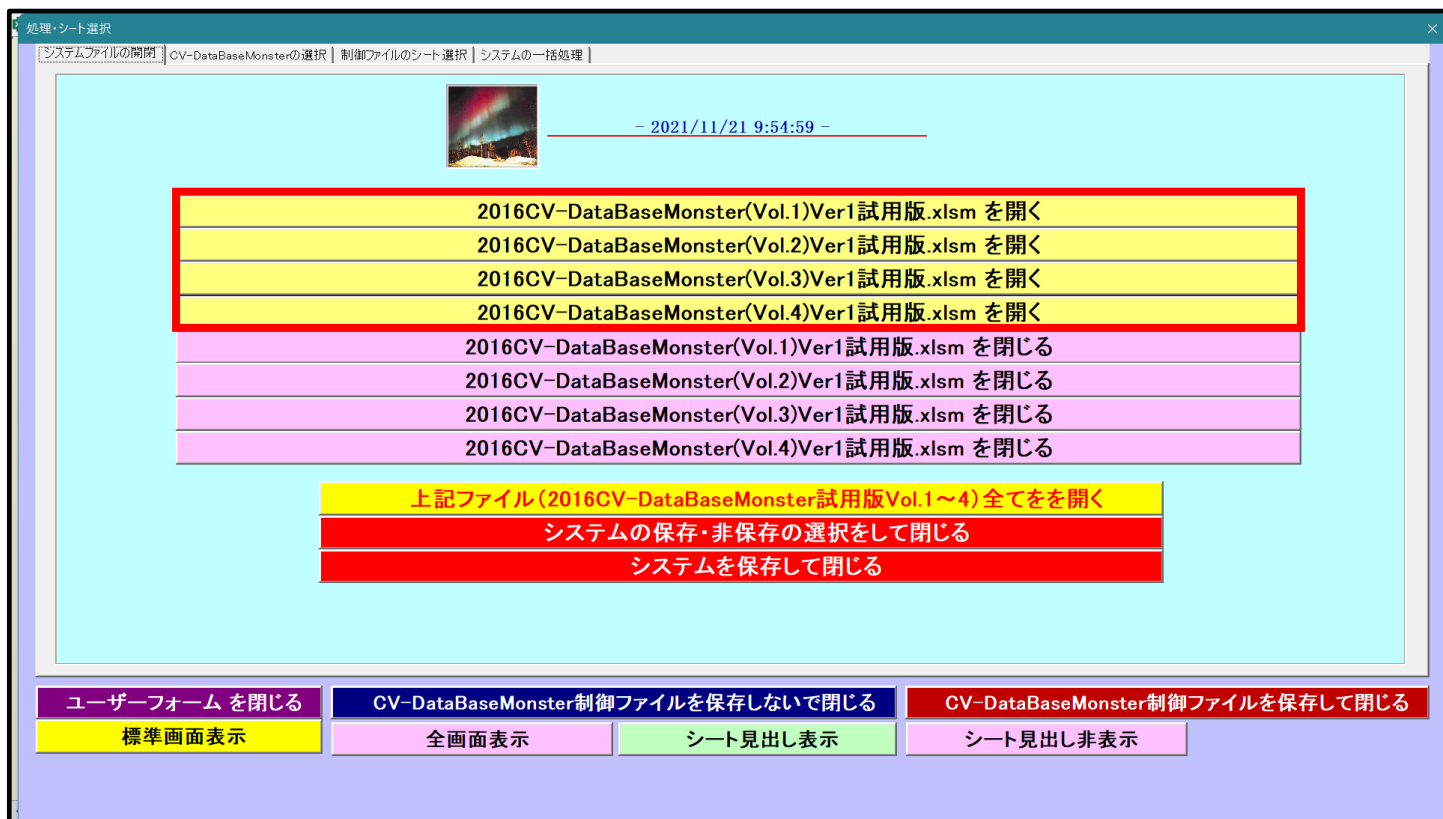 処理・シート選択
システムファイルの開閉 CV-DataBaseMonsterの選択 制御ファイルのシート選択 システムの一括処理
- 2021/11/21 9:54:59 -
2016CV-DataBaseMonster(Vol.1)Ver1試用版.xlsm を開く
2016CV-DataBaseMonster(Vol.2)Ver1試用版.xlsm を開く
2016CV-DataBaseMonster(Vol.3)Ver1試用版.xlsm を開く
2016CV-DataBaseMonster(Vol.4)Ver1試用版.xlsm を開く
2016CV-DataBaseMonster(Vol.1)Ver1試用版.xlsm を閉じる
2016CV-DataBaseMonster(Vol.2)Ver1試用版.xlsm を閉じる
2016CV-DataBaseMonster(Vol.3)Ver1試用版.xlsm を閉じる
2016CV-DataBaseMonster(Vol.4)Ver1試用版.xlsm を閉じる
上記ファイル(2016CV-DataBaseMonster試用版Vol.1～4)全てをを開く
システムの保存・非保存の選択をして閉じる
システムを保存して閉じる
ユーザーフォーム を閉じる CV-DataBaseMonster制御ファイルを保存しないで閉じる CV-DataBaseMonster制御ファイルを保存して閉じる
標準画面表示 全画面表示 シート見出し表示 シート見出し非表示